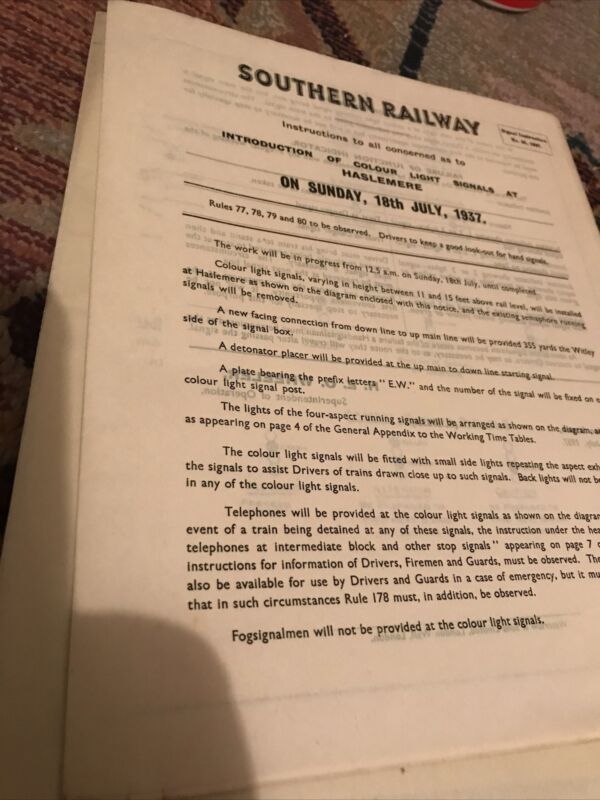 SOUTHERN RAILWAY
Signal Instruction
No. 1937
Instructions to all concerned as to
INTRODUCTION OF COLOUR LIGHT SIGNALS AT
HASLEMERE
ON SUNDAY, 18th JULY, 1937.
Rules 77, 78, 79 and 80 to be observed. Drivers to keep a good look-out for hand signals.
The work will be in progress from 12.5 a.m. on Sunday, 18th July, until completed.
Colour light signals, varying in height between 11 and 15 feet above rail level, will be installed
at Haslemere as shown on the diagram enclosed with this notice, and the existing semaphore running
signals will be removed.
A new facing connection from down line to up main line will be provided 355 yards the Witley
side of the signal box.
A detonator placer will be provided at the up main to down line starting signal.
A plate bearing the prefix letters "E.W." and the number of the signal will be fixed on e
colour light signal post.
The lights of the four-aspect running signals will be arranged as shown on the diagram, a
as appearing on page 4 of the General Appendix to the Working Time Tables.
The colour light signals will be fitted with small side lights repeating the aspect exh
the signals to assist Drivers of trains drawn close up to such signals. Back lights will not be
in any of the colour light signals.
Telephones will be provided at the colour light signals as shown on the diagram
event of a train being detained at any of these signals, the instruction under the hea
telephones at intermediate block and other stop signals" appearing on page 7 o
instructions for information of Drivers, Firemen and Guards, must be observed. The
also be available for use by Drivers and Guards in a case of emergency, but it mu
that in such circumstances Rule 178 must, in addition, be observed.
Fogsignalmen will not be provided at the colour light signals.